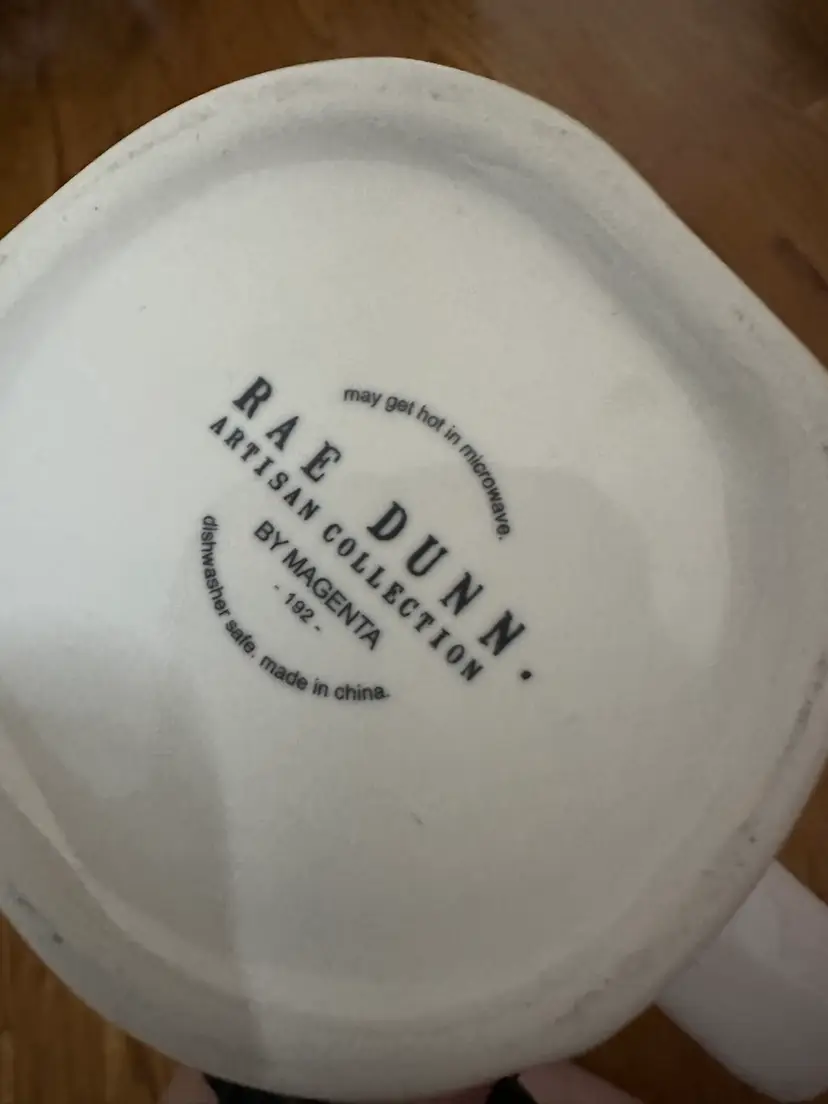 may get hot in microwave.
RAE DUNN.
ARTISAN COLLECTION
BY MAGENTA
- 192 -
dishwasher safe. made in china.